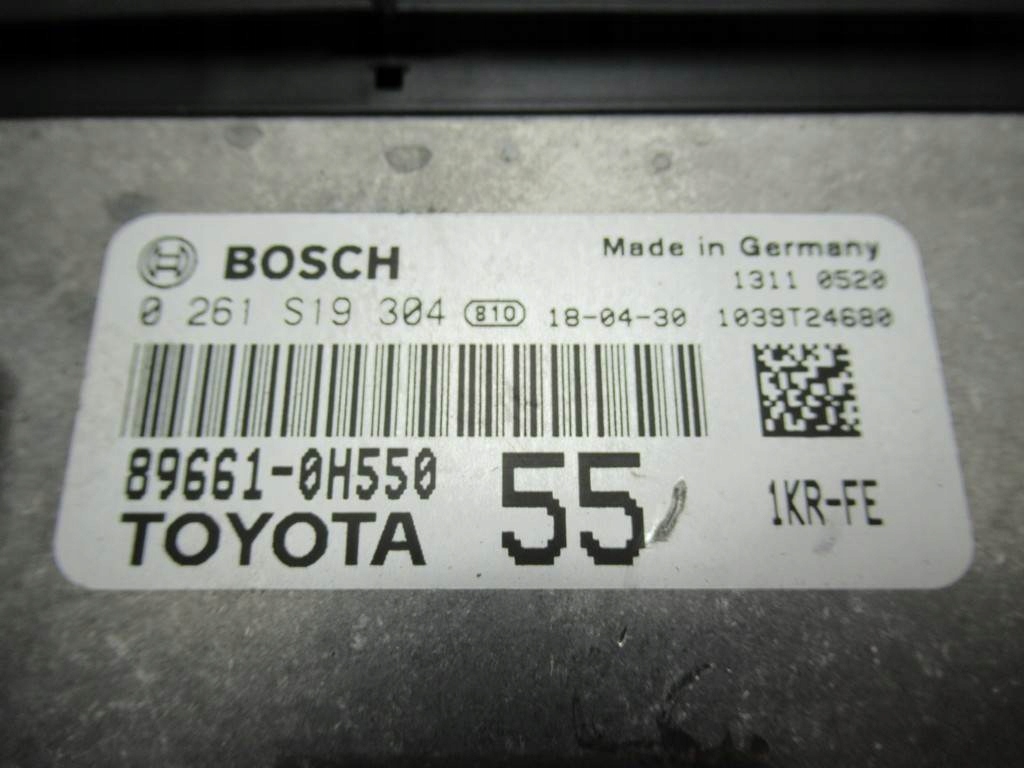 BOSCH
Made in Germany
1311 0520
0 261 S19 304 810 18-04-30 1039T24680
89661-0H550
TOYOTA
55
1KR-FE